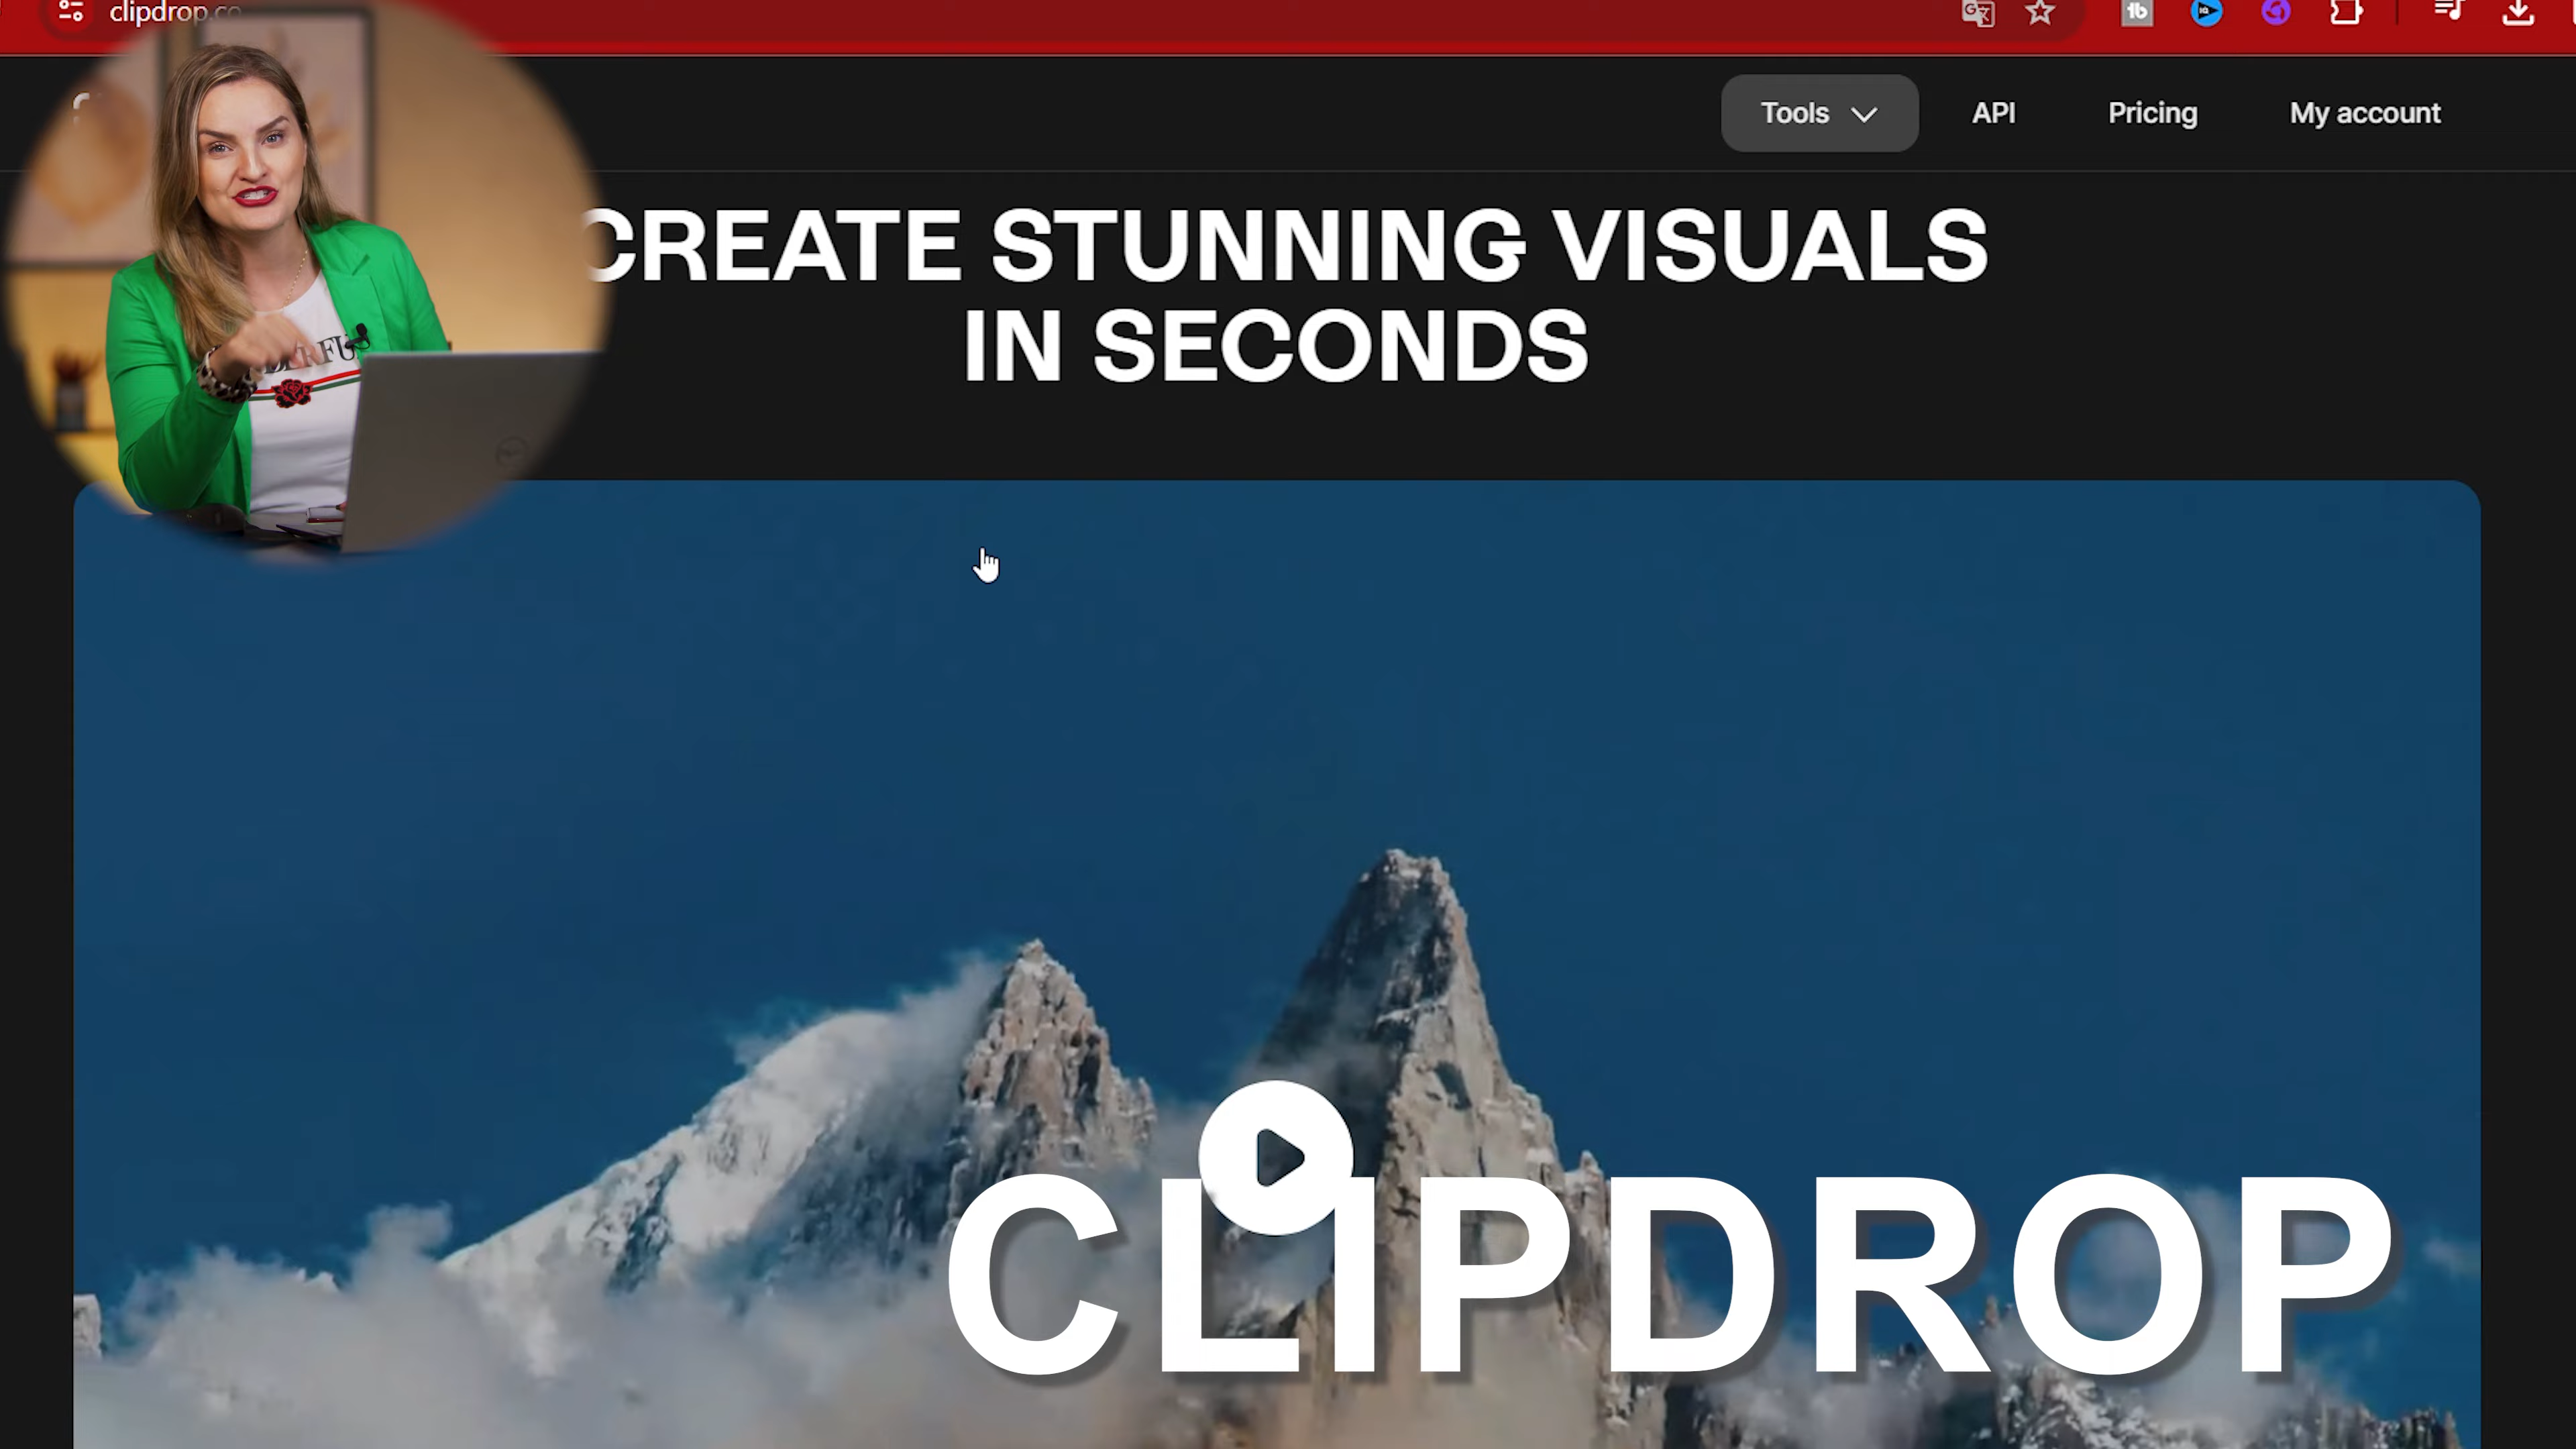 clipdrop.co
Tools
API
Pricing
My account
CREATE STUNNING VISUALS
IN SECONDS
CLIPDROP